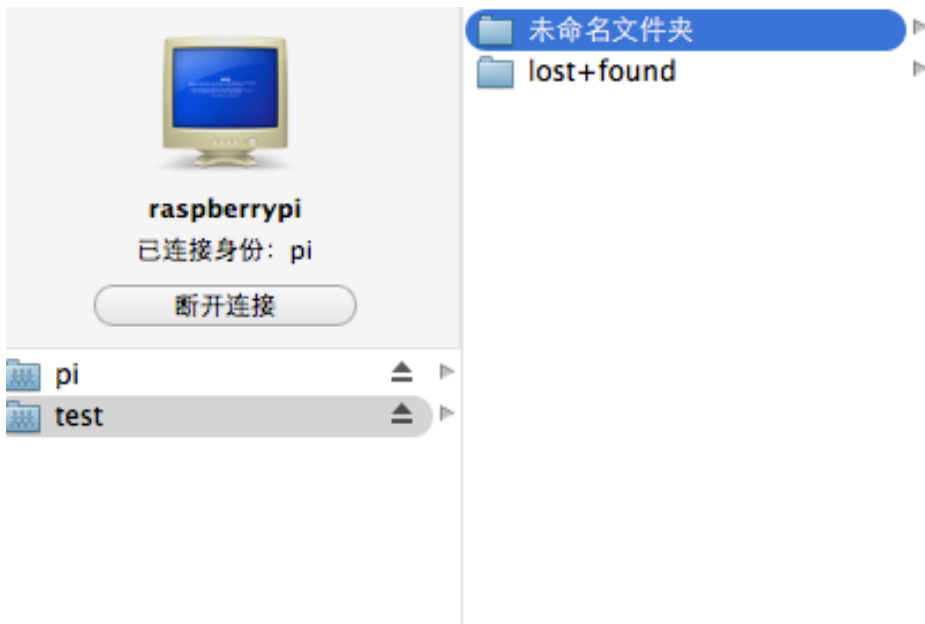 raspberrypi
已连接身份：pi
断开连接
pi
test
未命名文件夹
lost+found